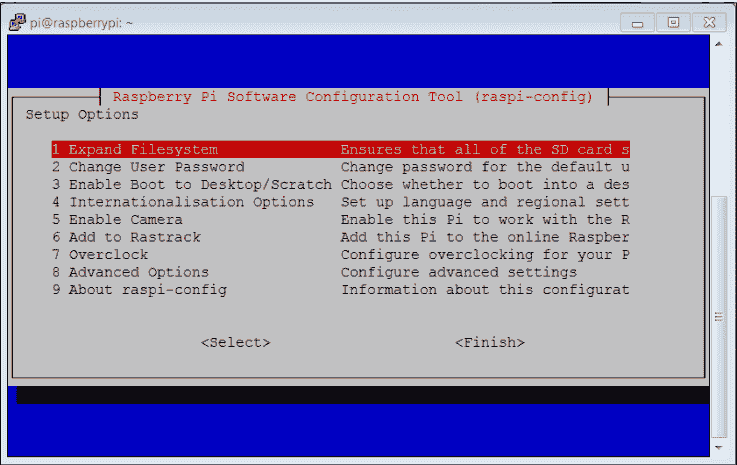 pi@raspberrypi: ~
Raspberry Pi Software Configuration Tool (raspi-config)
Setup Options
1 Expand Filesystem Ensures that all of the SD card s
2 Change User Password Change password for the default u
3 Enable Boot to Desktop/Scratch Choose whether to boot into a des
4 Internationalisation Options Set up language and regional sett
5 Enable Camera Enable this Pi to work with the R
6 Add to Rastrack Add this Pi to the online Raspber
7 Overclock Configure overclocking for your P
8 Advanced Options Configure advanced settings
9 About raspi-config Information about this configurat
<Select> <Finish>